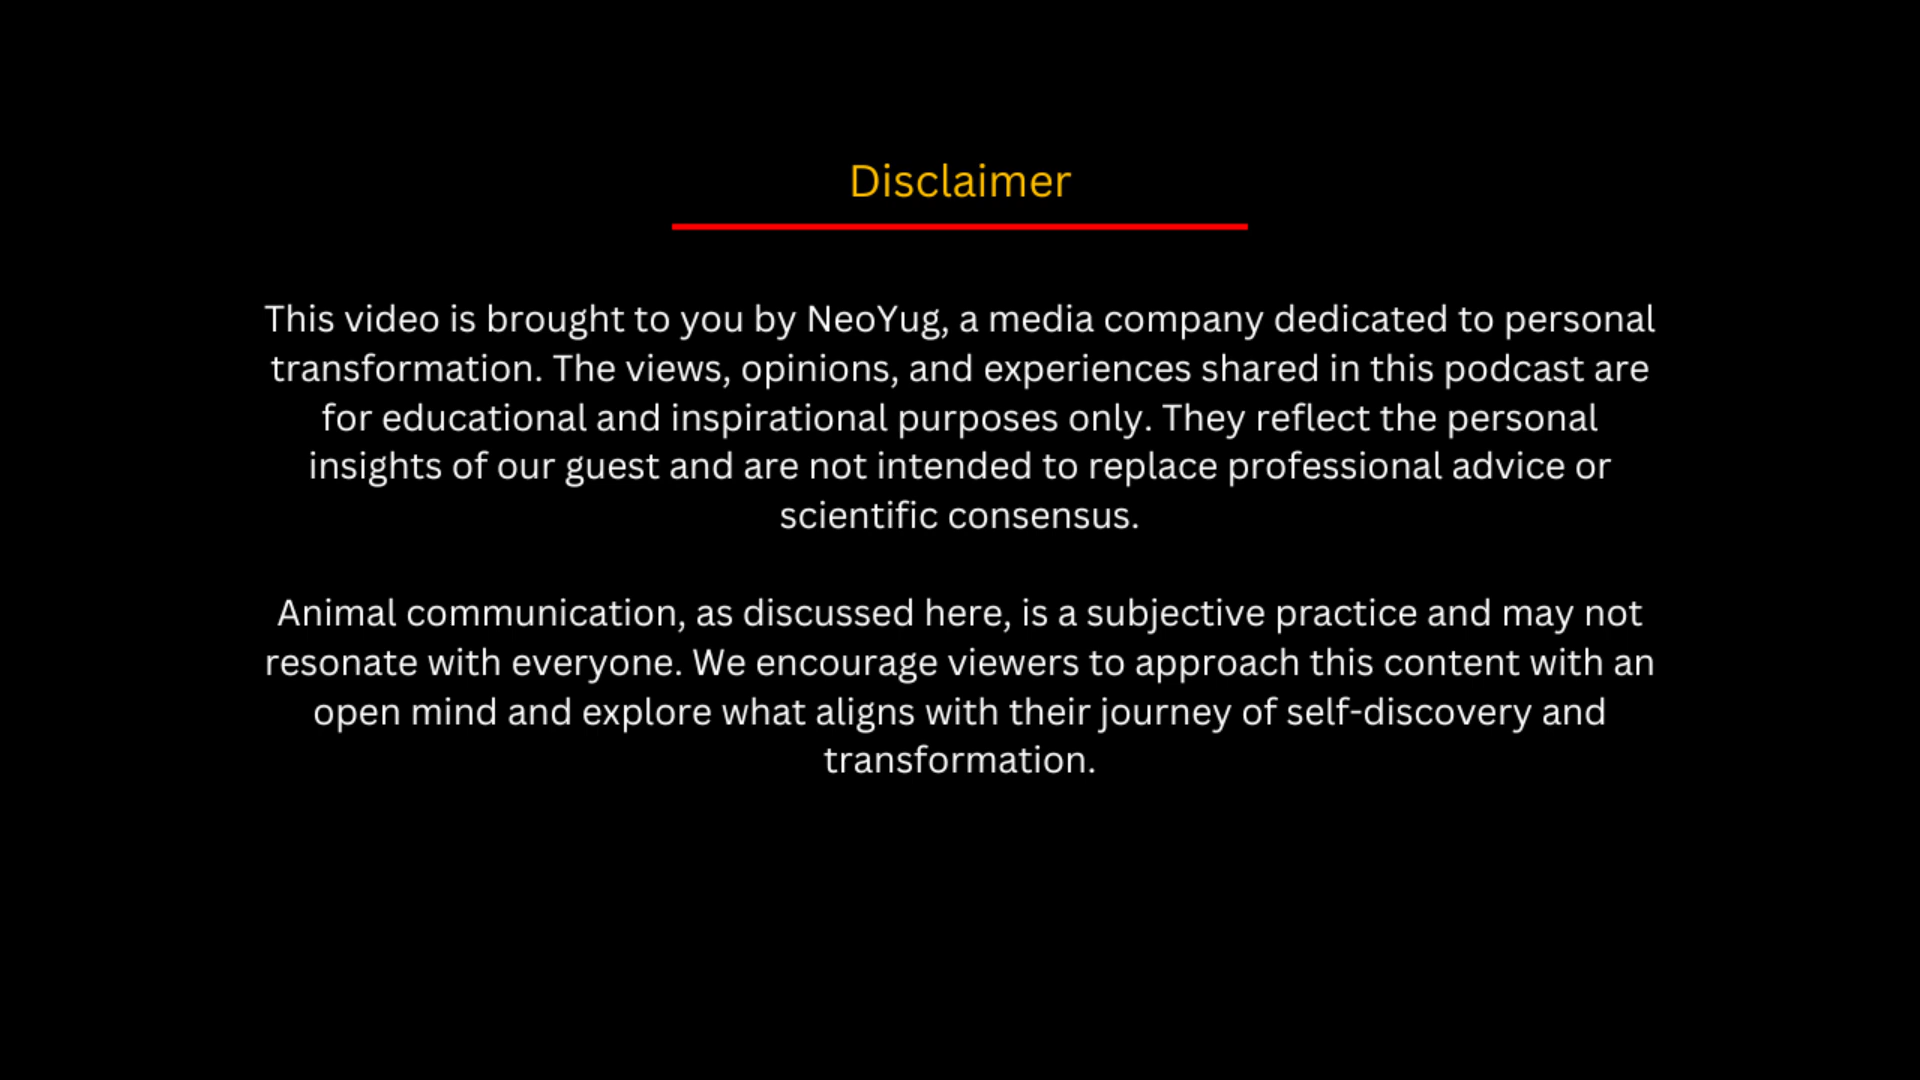 Disclaimer
This video is brought to you by NeoYug, a media company dedicated to personal
transformation. The views, opinions, and experiences shared in this podcast are
for educational and inspirational purposes only. They reflect the personal
insights of our guest and are not intended to replace professional advice or
scientific consensus.
Animal communication, as discussed here, is a subjective practice and may not
resonate with everyone. We encourage viewers to approach this content with an
open mind and explore what aligns with their journey of self-discovery and
transformation.